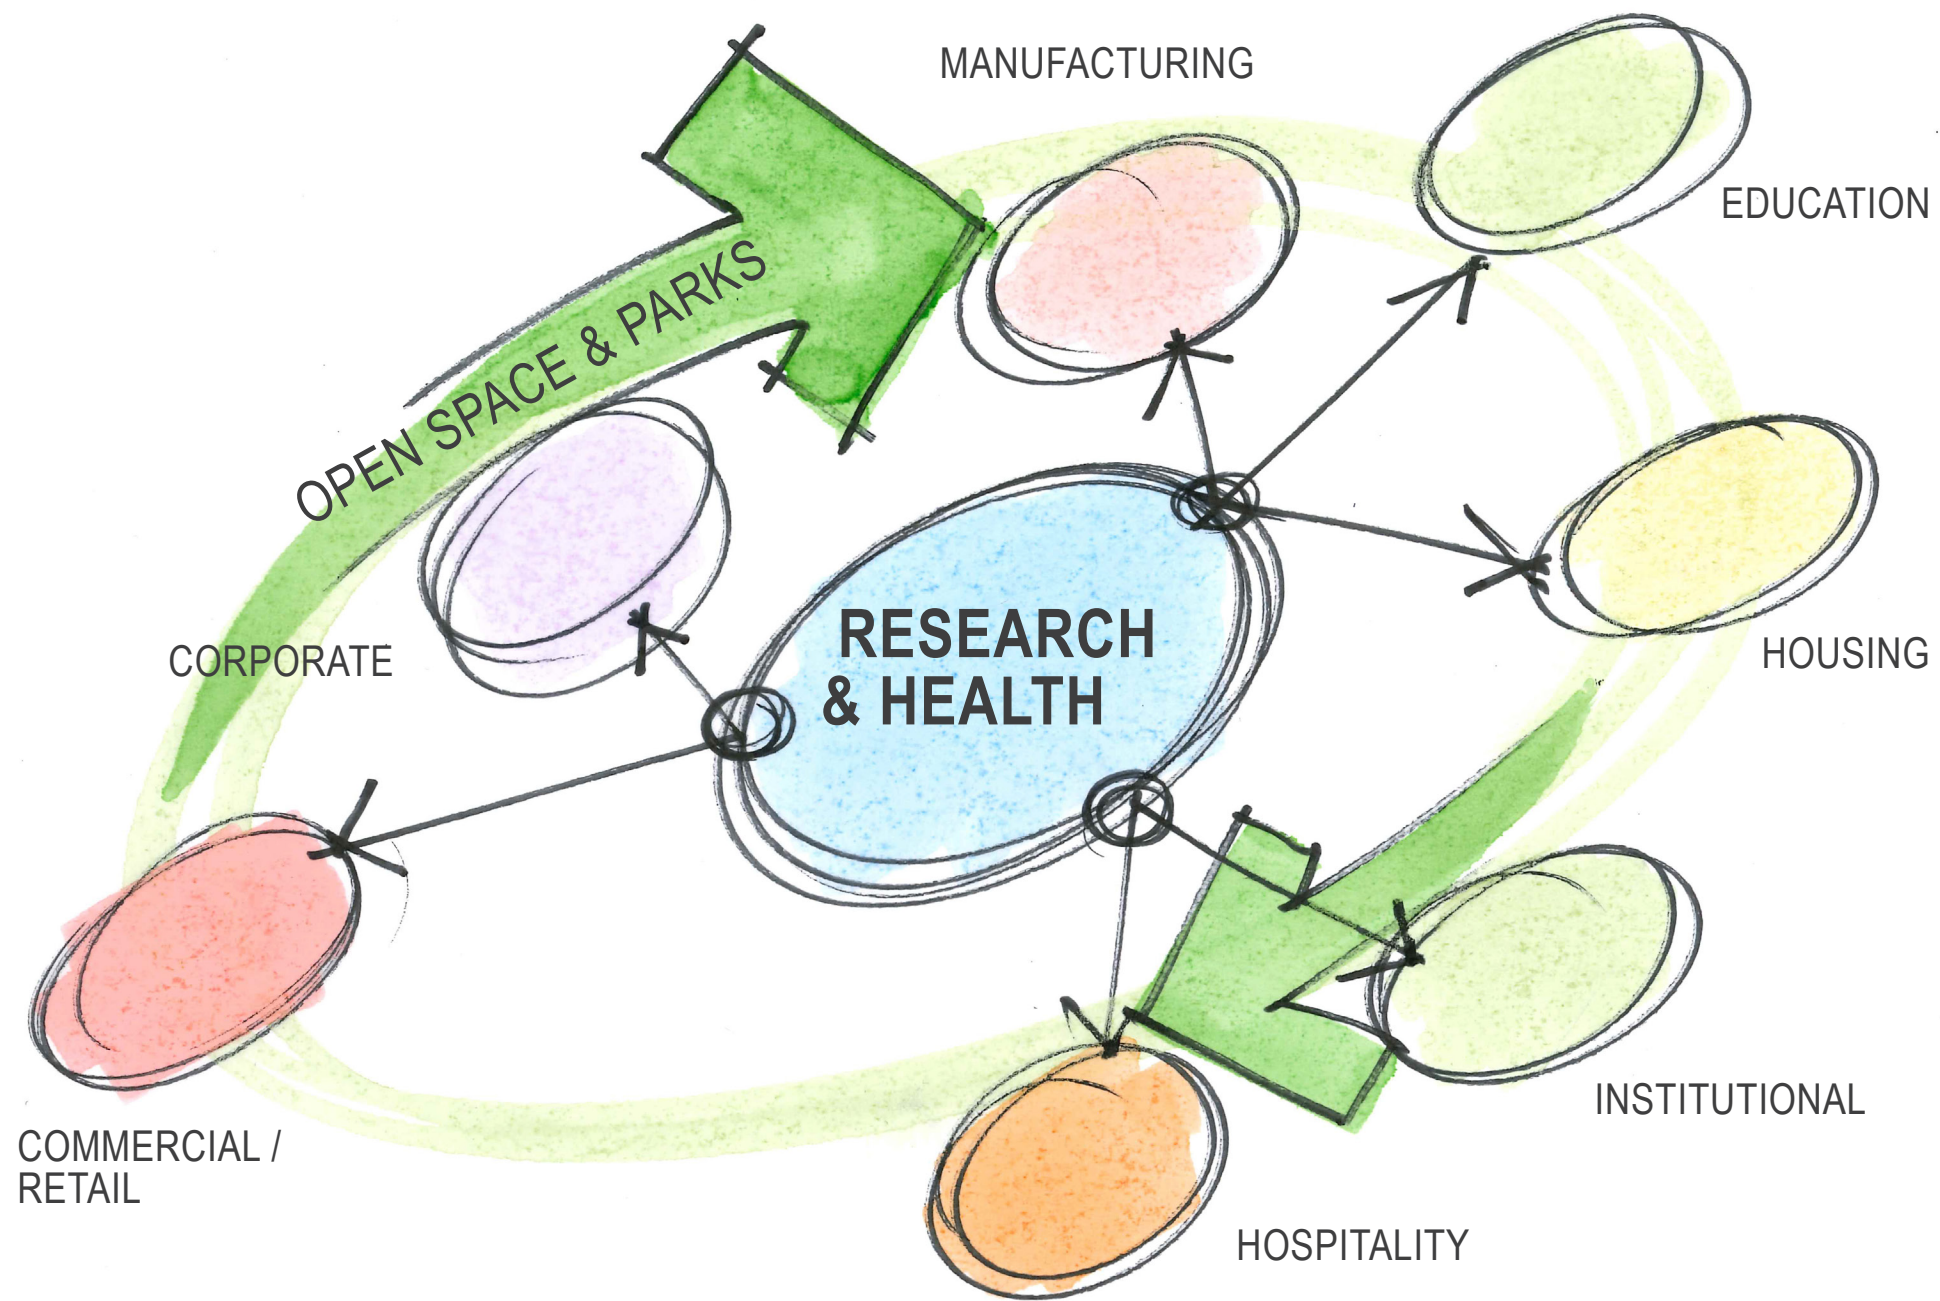 MANUFACTURING
EDUCATION
OPEN SPACE & PARKS
CORPORATE
RESEARCH
& HEALTH
HOUSING
COMMERCIAL /
RETAIL
INSTITUTIONAL
HOSPITALITY